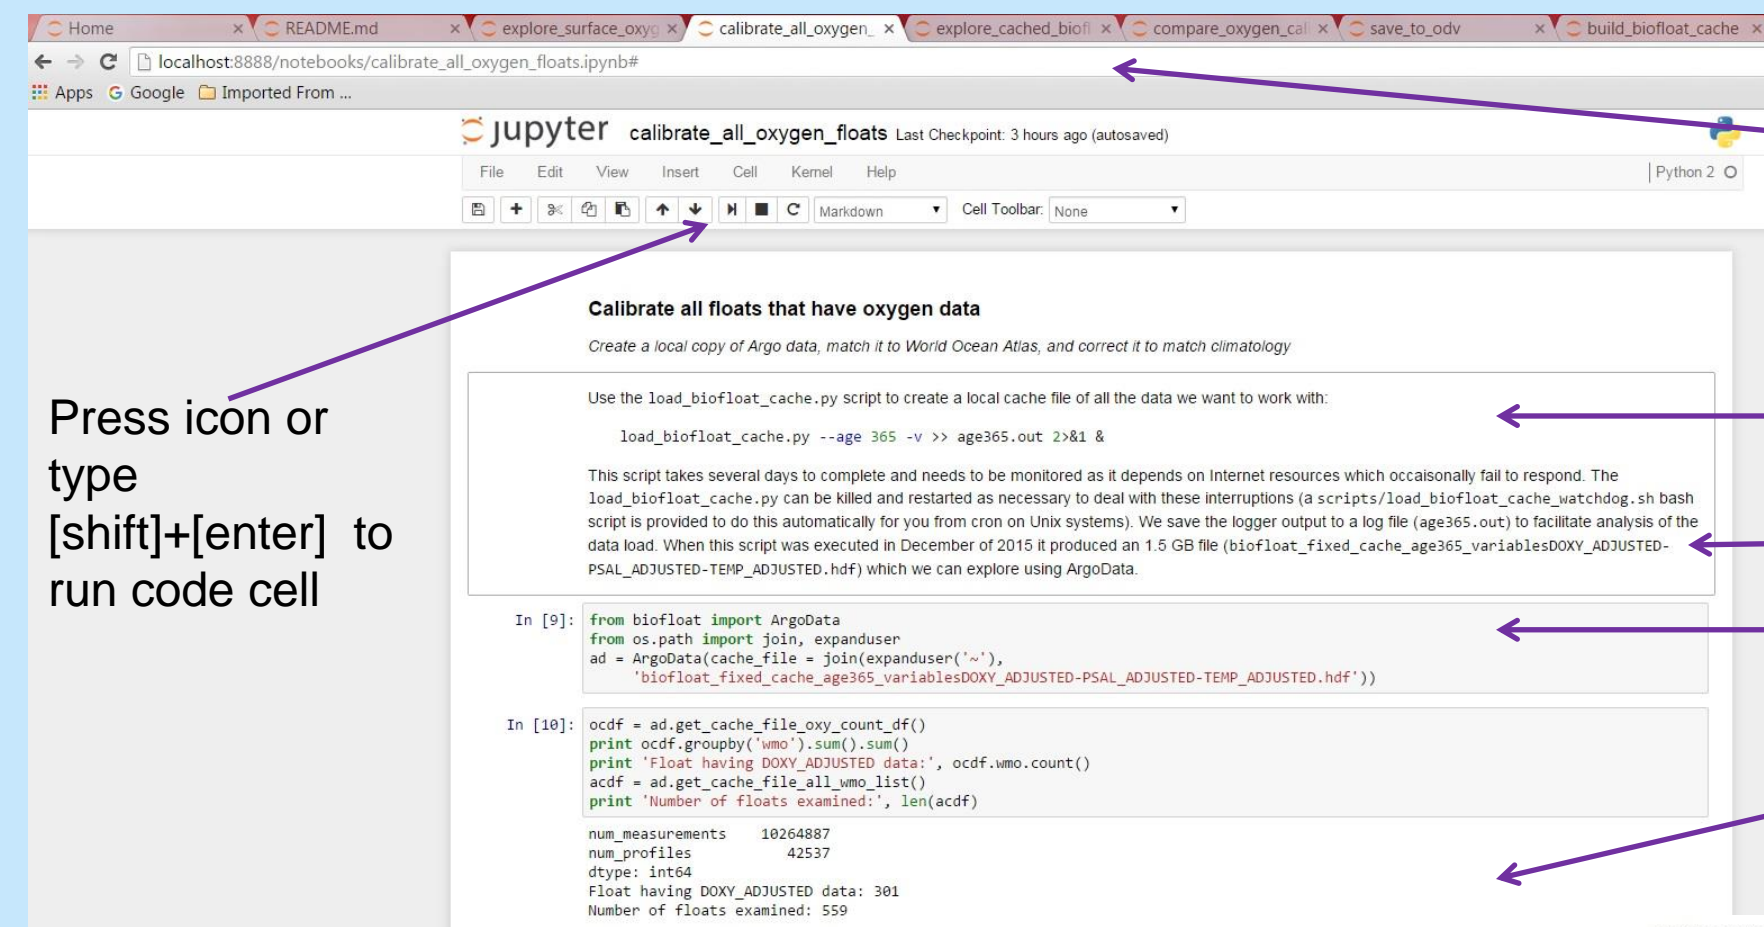 Home
README.md
explore_surface_oxyg
calibrate_all_oxygen_
explore_cached_biofl
compare_oxygen_cali
save_to_odv
build_biofloat_cache
localhost:8888/notebooks/calibrate_all_oxygen_floats.ipynb#
Apps Google Imported From ...
jupyter calibrate_all_oxygen_floats Last Checkpoint: 3 hours ago (autosaved)
File Edit View Insert Cell Kernel Help Python 2
Markdown Cell Toolbar: None
Calibrate all floats that have oxygen data
Create a local copy of Argo data, match it to World Ocean Atlas, and correct it to match climatology
Use the load_biofloat_cache.py script to create a local cache file of all the data we want to work with:
load_biofloat_cache.py --age 365 -v >> age365.out 2>&1 &
This script takes several days to complete and needs to be monitored as it depends on Internet resources which occaisonally fail to respond. The
load_biofloat_cache.py can be killed and restarted as necessary to deal with these interruptions (a scripts/load_biofloat_cache_watchdog.sh bash
script is provided to do this automatically for you from cron on Unix systems). We save the logger output to a log file (age365.out) to facilitate analysis of the
data load. When this script was executed in December of 2015 it produced an 1.5 GB file (biofloat_fixed_cache_age365_variablesDOXY_ADJUSTED-
PSAL_ADJUSTED-TEMP_ADJUSTED.hdf) which we can explore using ArgoData.
In [9]: from biofloat import ArgoData
from os.path import join, expanduser
ad = ArgoData(cache_file = join(expanduser('~'),
'biofloat_fixed_cache_age365_variablesDOXY_ADJUSTED-PSAL_ADJUSTED-TEMP_ADJUSTED.hdf'))
In [10]: ocdf = ad.get_cache_file_oxy_count_df()
print ocdf.groupby('wmo').sum().sum()
print 'Float having DOXY_ADJUSTED data:', ocdf.wmo.count()
acdf = ad.get_cache_file_all_wmo_list()
print 'Number of floats examined:', len(acdf)
num_measurements 10264887
num_profiles 42537
dtype: int64
Float having DOXY_ADJUSTED data: 301
Number of floats examined: 559
Press icon or
type
[shift]+[enter] to
run code cell